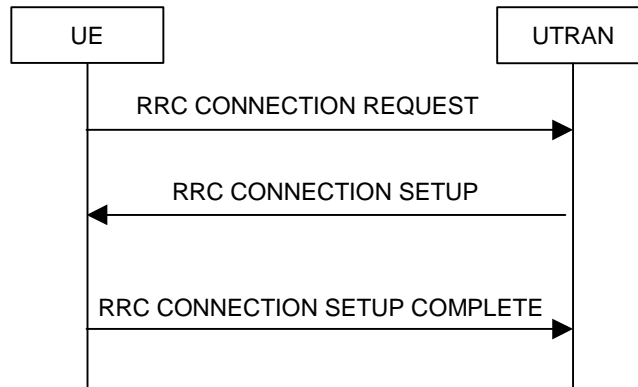 UE
UTRAN
RRC CONNECTION REQUEST
RRC CONNECTION SETUP
RRC CONNECTION SETUP COMPLETE